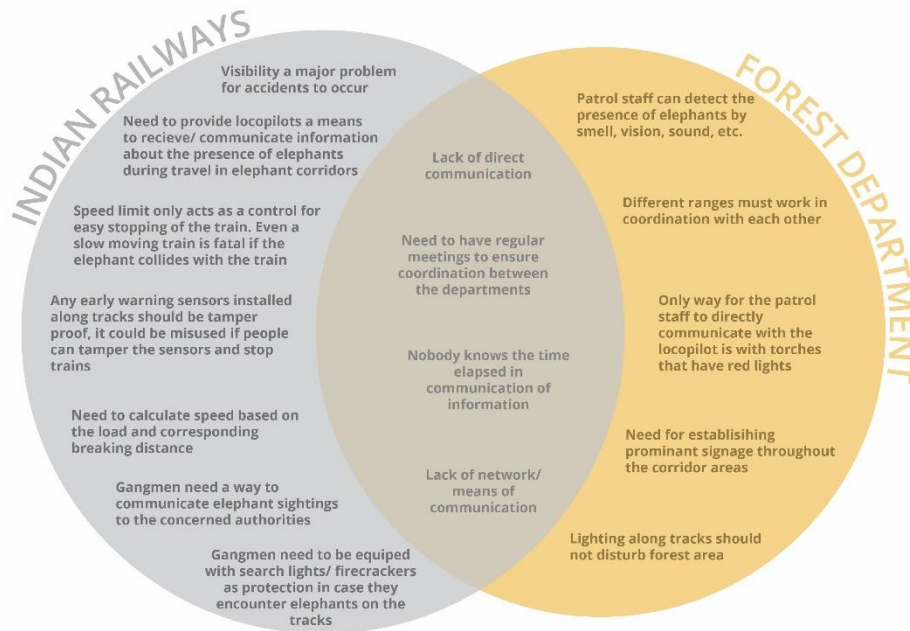 INDIAN RAILWAYS
Visibility a major problem
for accidents to occur
Need to provide locopilots a means
to recieve/ communicate information
about the presence of elephants
during travel in elephant corridors
Speed limit only acts as a control for
easy stopping of the train. Even a
slow moving train is fatal if the
elephant collides with the train
Any early warning sensors installed
along tracks should be tamper
proof, it could be misused if people
can tamper the sensors and stop
trains
Need to calculate speed based on
the load and corresponding
breaking distance
Gangmen need a way to
communicate elephant sightings
to the concerned authorities
Gangmen need to be equiped
with search lights/ firecrackers
as protection in case they
encounter elephants on the
tracks
Lack of direct
communication
Need to have regular
meetings to ensure
coordination between
the departments
Nobody knows the time
elapsed in
communication of
information
Lack of network/
means of
communication
FOREST DEPARTMENT
Patrol staff can detect the
presence of elephants by
smell, vision, sound, etc.
Different ranges must work in
coordination with each other
Only way for the patrol
staff to directly
communicate with the
locopilot is with torches
that have red lights
Need for establisihing
prominant signage throughout
the corridor areas
Lighting along tracks should
not disturb forest area